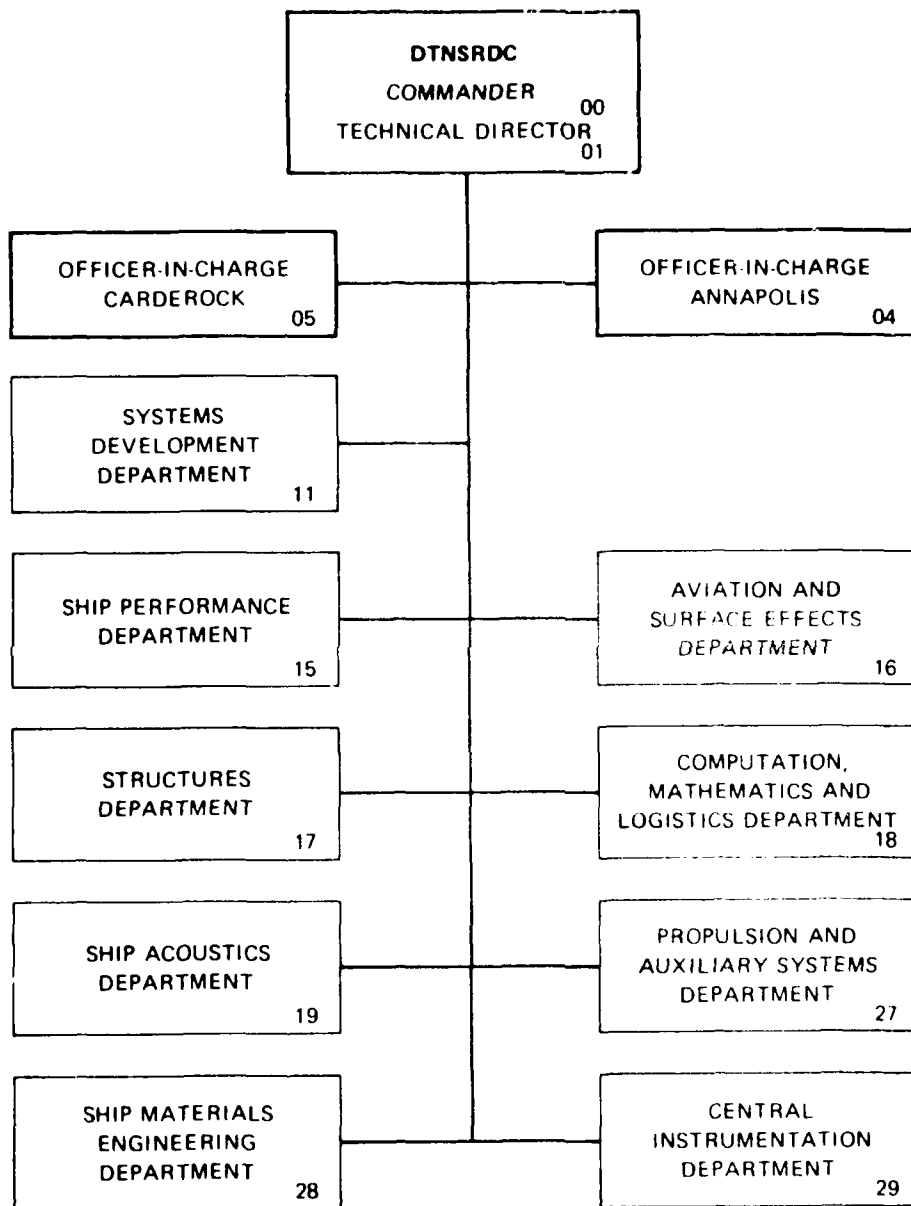 DTNSRDC
COMMANDER
00
TECHNICAL DIRECTOR
01
OFFICER-IN-CHARGE
CARDEROCK
05
OFFICER-IN-CHARGE
ANNAPOLIS
04
SYSTEMS
DEVELOPMENT
DEPARTMENT
11
SHIP PERFORMANCE
DEPARTMENT
15
AVIATION AND
SURFACE EFFECTS
DEPARTMENT
16
STRUCTURES
DEPARTMENT
17
COMPUTATION,
MATHEMATICS AND
LOGISTICS DEPARTMENT
18
SHIP ACOUSTICS
DEPARTMENT
19
PROPULSION AND
AUXILIARY SYSTEMS
DEPARTMENT
27
SHIP MATERIALS
ENGINEERING
DEPARTMENT
28
CENTRAL
INSTRUMENTATION
DEPARTMENT
29